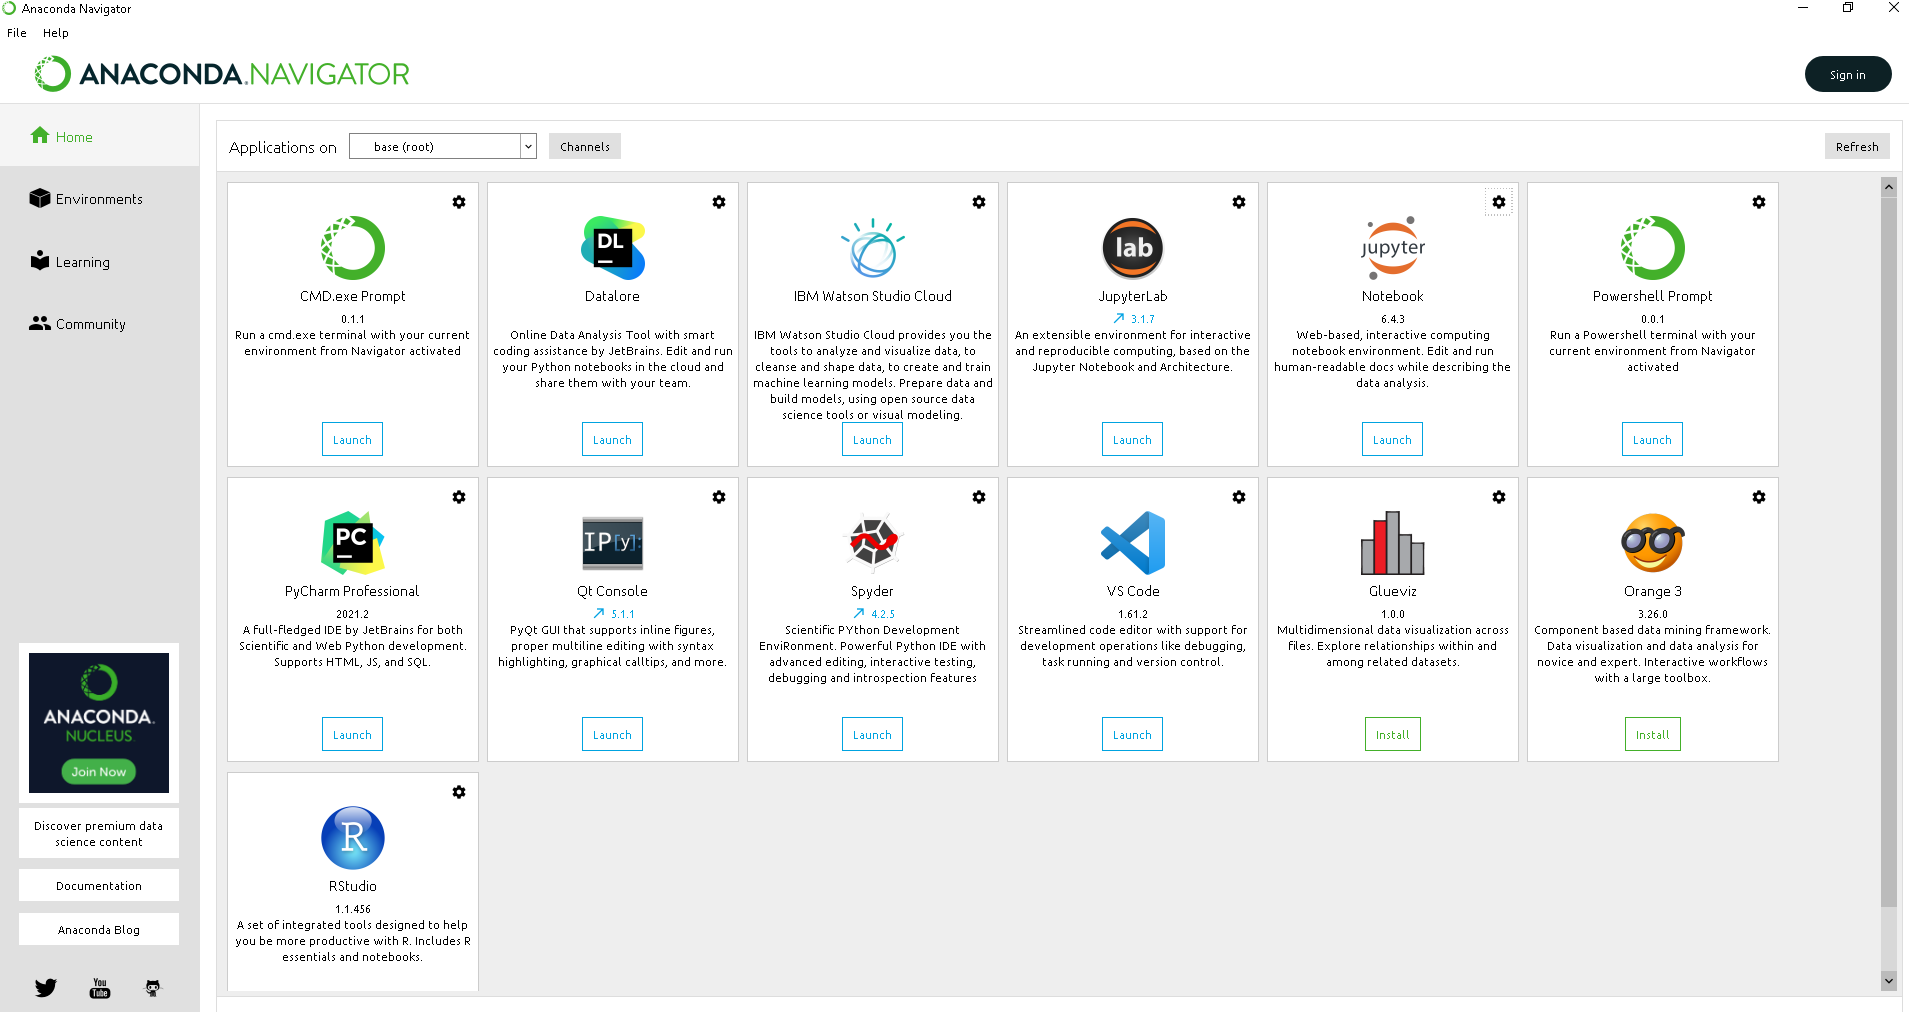 Anaconda Navigator
File Help
ANACONDA.NAVIGATOR
Sign in
Home
Environments
Learning
Community
Applications on base (root) Channels
Refresh
CMD.exe Prompt
0.1.1
Run a cmd.exe terminal with your current
environment from Navigator activated
Launch
DL
Datalore
Online Data Analysis Tool with smart
coding assistance by JetBrains. Edit and run
your Python notebooks in the cloud and
share them with your team.
Launch
IBM Watson Studio Cloud
IBM Watson Studio Cloud provides you the
tools to analyze and visualize data, to
cleanse and shape data, to create and train
machine learning models. Prepare data and
build models, using open source data
science tools or visual modeling.
Launch
lab
JupyterLab
3.1.7
An extensible environment for interactive
and reproducible computing, based on the
Jupyter Notebook and Architecture.
Launch
jupyter
Notebook
6.4.3
Web-based, interactive computing
notebook environment. Edit and run
human-readable docs while describing the
data analysis.
Launch
Powershell Prompt
0.0.1
Run a Powershell terminal with your
current environment from Navigator
activated
Launch
PC
PyCharm Professional
2021.2
A full-fledged IDE by JetBrains for both
Scientific and Web Python development.
Supports HTML, JS, and SQL.
Launch
IP[y]:
Qt Console
5.1.1
PyQt GUI that supports inline figures,
proper multiline editing with syntax
highlighting, graphical calltips, and more.
Launch
Spyder
4.2.5
Scientific PYthon Development
EnviRonment. Powerful Python IDE with
advanced editing, interactive testing,
debugging and introspection features
Launch
VS Code
1.61.2
Streamlined code editor with support for
development operations like debugging,
task running and version control.
Launch
Glueviz
1.0.0
Multidimensional data visualization across
files. Explore relationships within and
among related datasets.
Install
Orange 3
3.26.0
Component based data mining framework.
Data visualization and data analysis for
novice and expert. Interactive workflows
with a large toolbox.
Install
R
RStudio
1.1.456
A set of integrated tools designed to help
you be more productive with R. Includes R
essentials and notebooks.
ANACONDA.
NUCLEUS
Join Now
Discover premium data
science content
Documentation
Anaconda Blog
You
Tube